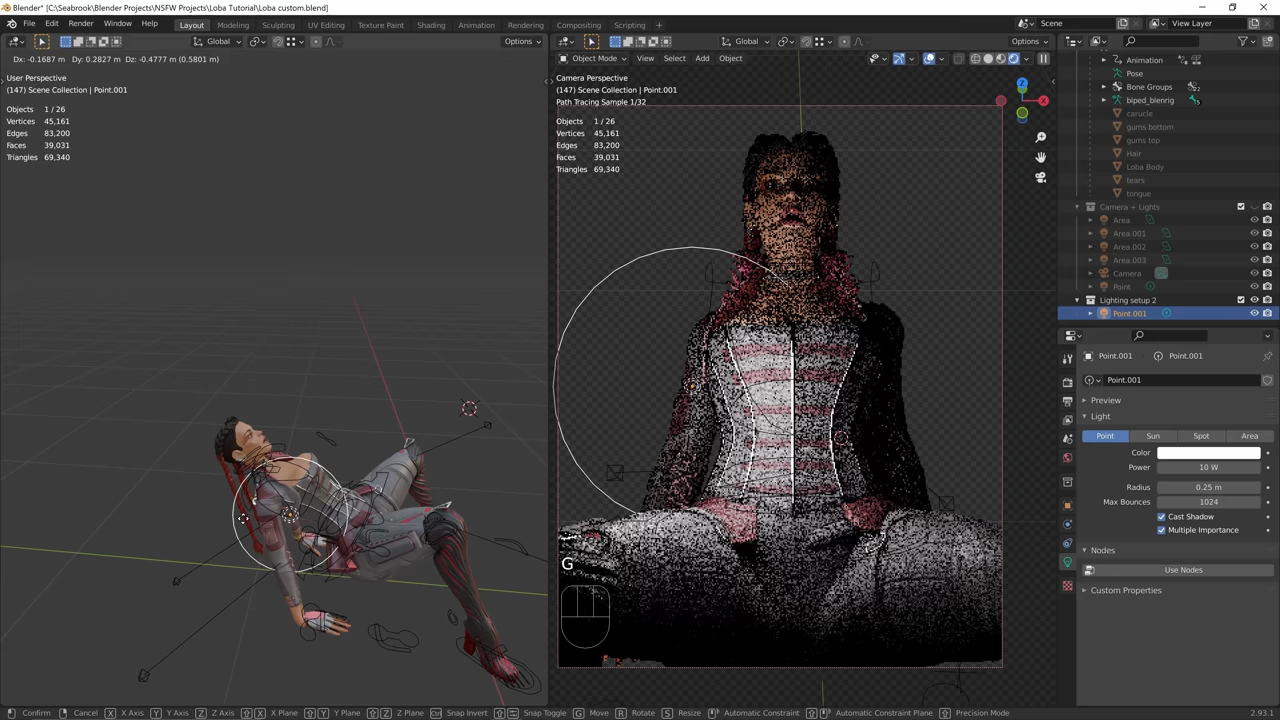 Blender* [C:\Seabrook\Blender Projects\NSFW Projects\Loba Tutorial\Loba custom.blend]
File Edit Render Window Help Layout Modeling Sculpting UV Editing Texture Paint Shading Animation Rendering Compositing Scripting Scene View Layer
Global Options Global Options
Dx: -0.1687 m Dy: 0.2827 m Dz: -0.4777 m (0.5801 m)
Object Mode View Select Add Object
User Perspective
(147) Scene Collection | Point.001
Objects 1 / 26
Vertices 45,161
Edges 83,200
Faces 39,031
Triangles 69,340
Camera Perspective
(147) Scene Collection | Point.001
Path Tracing Sample 1/32
Objects 1 / 26
Vertices 45,161
Edges 83,200
Faces 39,031
Triangles 69,340
Z
X
G
Animation
Pose
Bone Groups
22
biped_blenrig
15
carucle
gums bottom
gums top
Hair
Loba Body
tears
tongue
Camera + Lights
Area
Area.001
Area.002
Area.003
Camera
Point
Lighting setup 2
Point.001
Point.001 Point.001
Point.001
Preview
Light
Point Sun Spot Area
Color
Power 10 W
Radius 0.25 m
Max Bounces 1024
Cast Shadow
Multiple Importance
Nodes
Use Nodes
Custom Properties
Confirm Cancel X X Axis Y Y Axis Z Z Axis X X Plane Y Y Plane Z Z Plane Ctrl Snap Invert Snap Toggle G Move R Rotate S Resize Automatic Constraint Automatic Constraint Plane Precision Mode 2.93.1